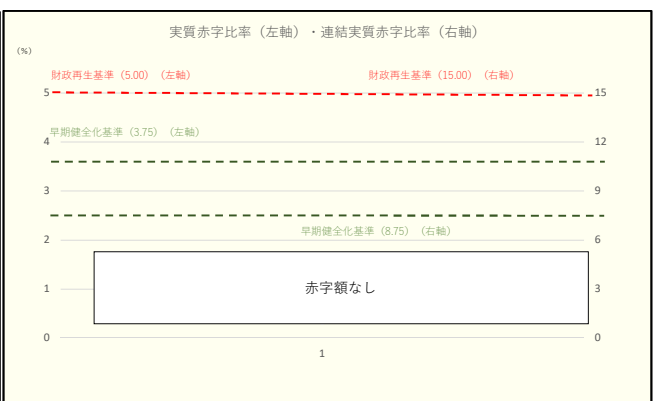 実質赤字比率（左軸）・連結実質赤字比率（右軸）
（%）
財政再生基準（5.00）（左軸） 財政再生基準（15.00）（右軸）
5 15
早期健全化基準（3.75）（左軸）
4 12
3 9
早期健全化基準（8.75）（右軸）
2 6
赤字額なし
1 3
0 0
1